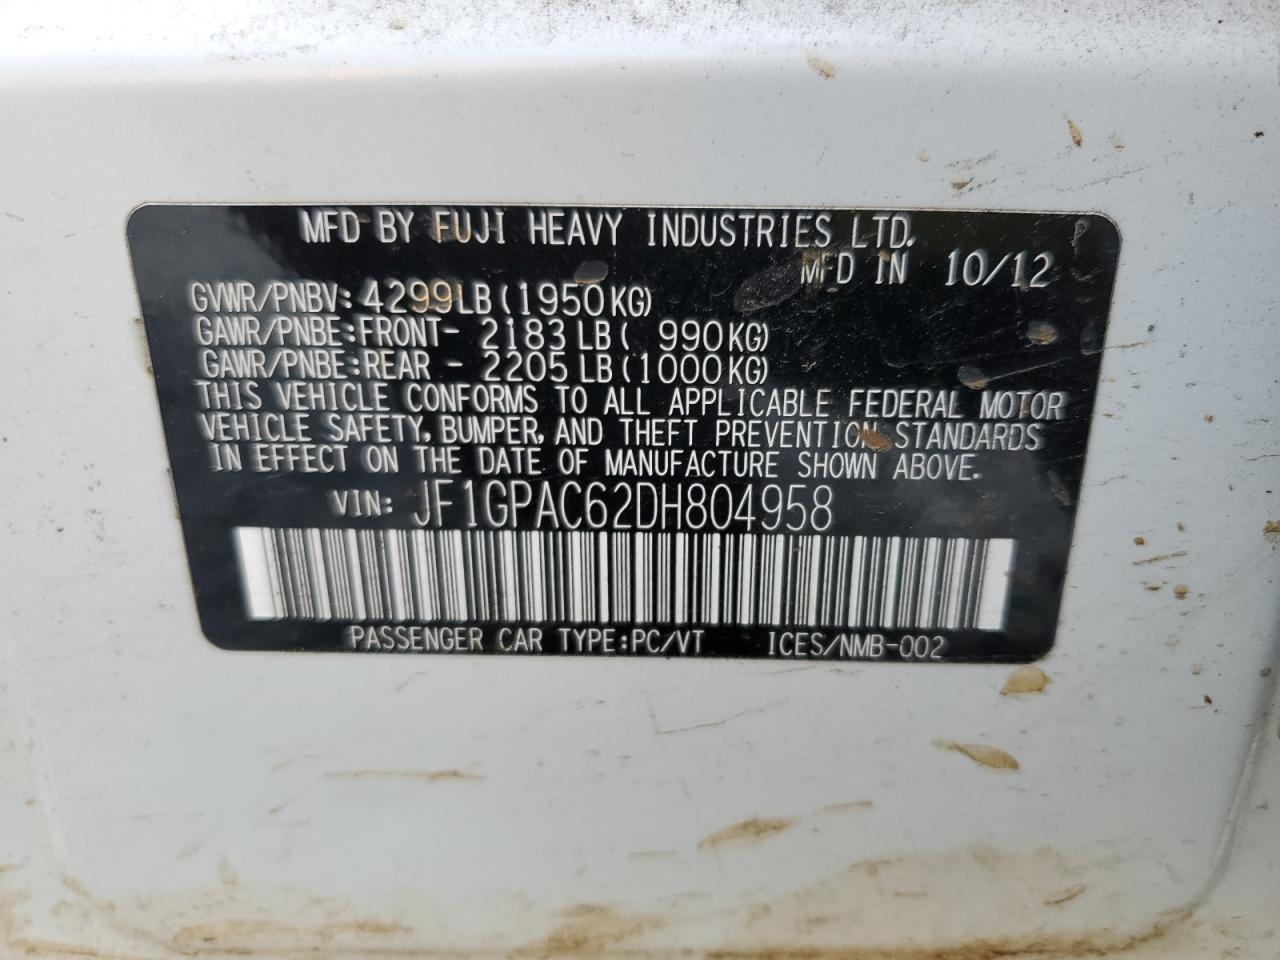 MFD BY FUJI HEAVY INDUSTRIES LTD.
MFD IN 10/12
GVWR/PNBV: 4299LB(1950KG)
GAWR/PNBE:FRONT- 2183LB( 990KG)
GAWR/PNBE:REAR - 2205LB(1000KG)
THIS VEHICLE CONFORMS TO ALL APPLICABLE FEDERAL MOTOR
VEHICLE SAFETY, BUMPER, AND THEFT PREVENTION STANDARDS
IN EFFECT ON THE DATE OF MANUFACTURE SHOWN ABOVE.
VIN: JF1GPAC62DH804958
PASSENGER CAR TYPE:PC/VT ICES/NMB-002